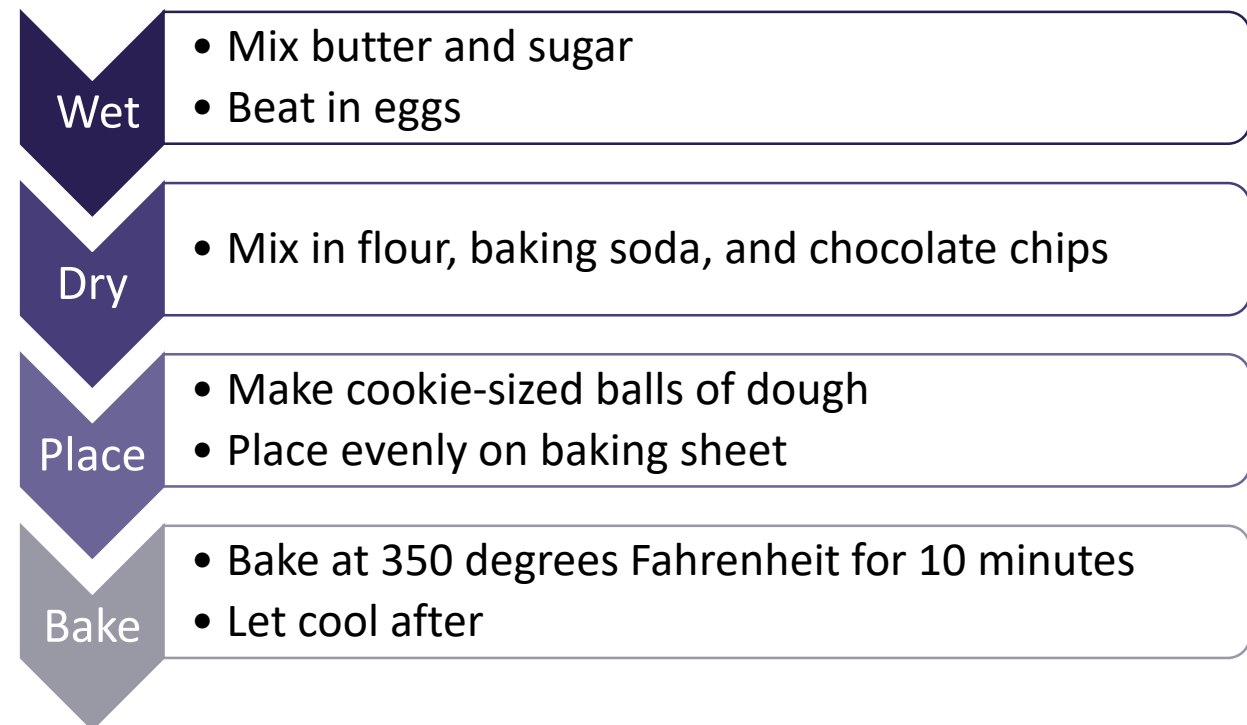 Wet
• Mix butter and sugar
• Beat in eggs
Dry
• Mix in flour, baking soda, and chocolate chips
Place
• Make cookie-sized balls of dough
• Place evenly on baking sheet
Bake
• Bake at 350 degrees Fahrenheit for 10 minutes
• Let cool after